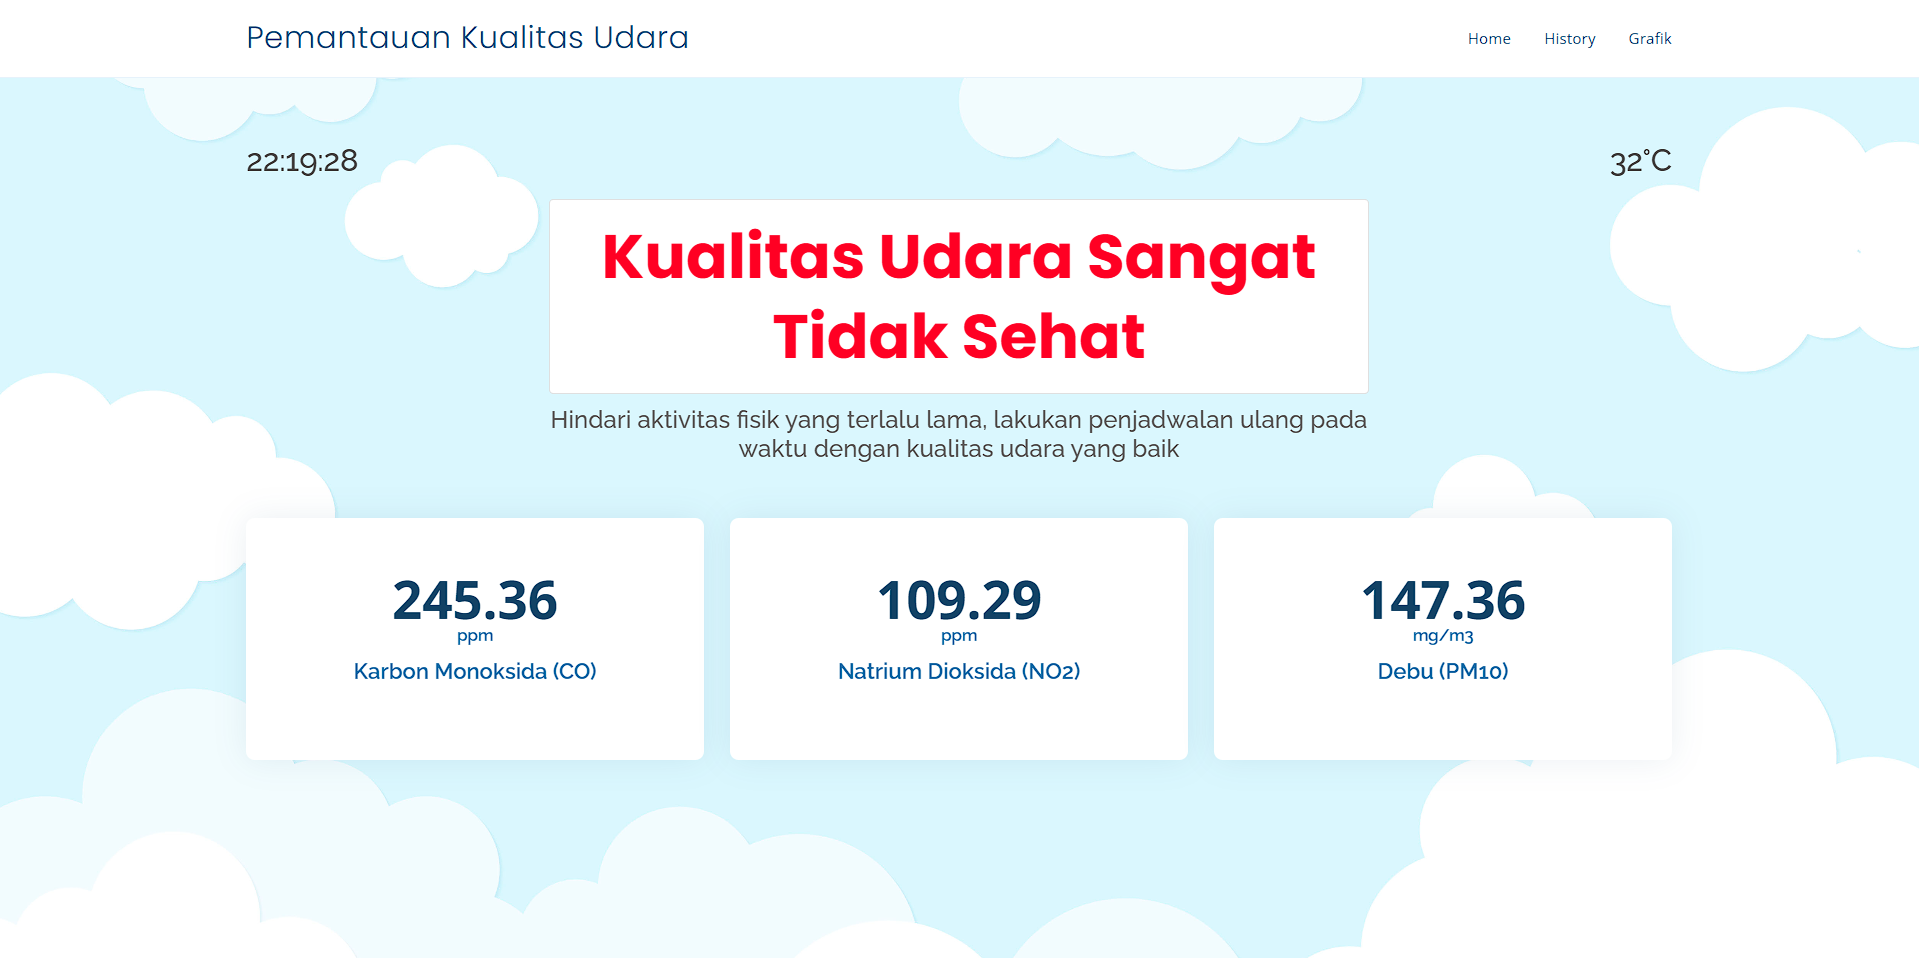 Pemantauan Kualitas Udara
Home History Grafik
22:19:28
32°C
Kualitas Udara Sangat
Tidak Sehat
Hindari aktivitas fisik yang terlalu lama, lakukan penjadwalan ulang pada
waktu dengan kualitas udara yang baik
245.36
ppm
Karbon Monoksida (CO)
109.29
ppm
Natrium Dioksida (NO2)
147.36
mg/m3
Debu (PM10)